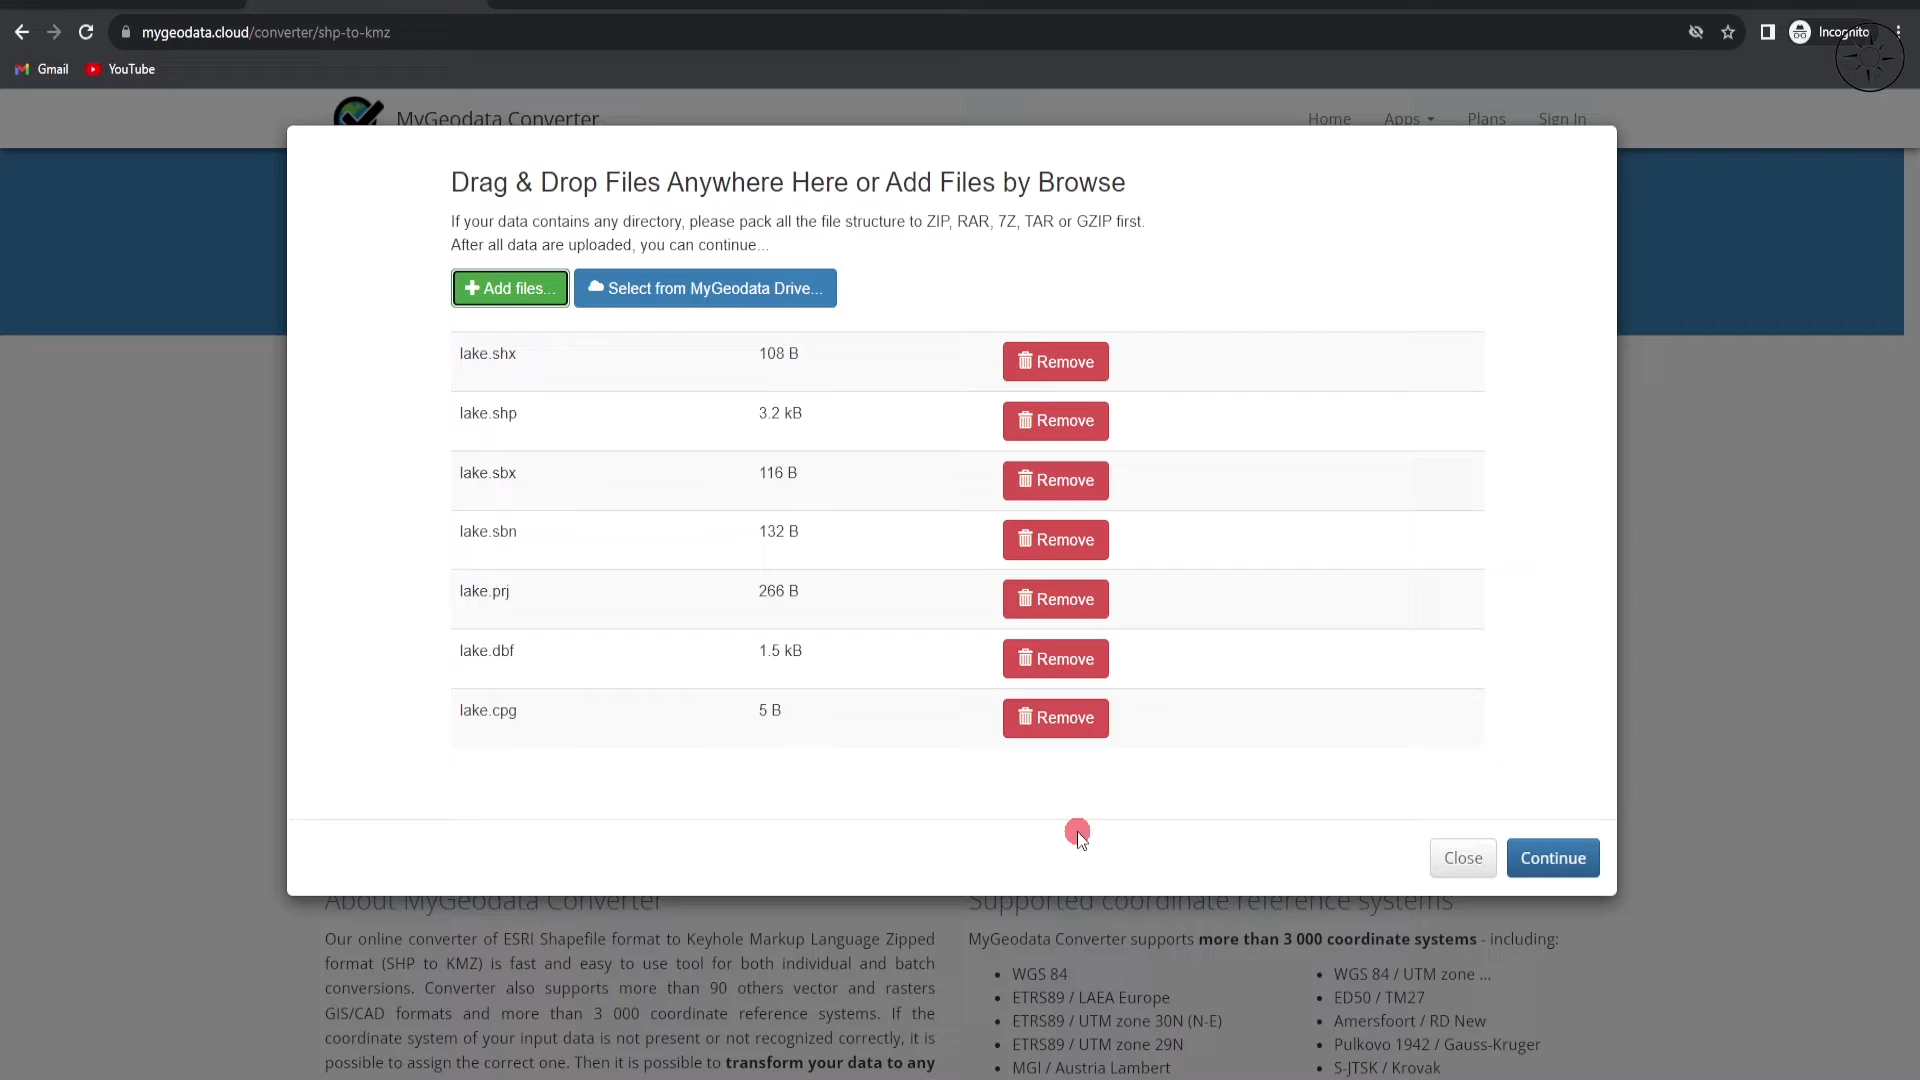 mygeodata.cloud/converter/shp-to-kmz
Incognito
Gmail
YouTube
MyGeodata Converter
Home
Apps
Plans
Sign In
Drag & Drop Files Anywhere Here or Add Files by Browse
If your data contains any directory, please pack all the file structure to ZIP, RAR, 7Z, TAR or GZIP first.
After all data are uploaded, you can continue...
Add files...
Select from MyGeodata Drive...
lake.shx 108 B Remove
lake.shp 3.2 kB Remove
lake.sbx 116 B Remove
lake.sbn 132 B Remove
lake.prj 266 B Remove
lake.dbf 1.5 kB Remove
lake.cpg 5 B Remove
Close
Continue
About MyGeodata Converter
Our online converter of ESRI Shapefile format to Keyhole Markup Language Zipped
format (SHP to KMZ) is fast and easy to use tool for both individual and batch
conversions. Converter also supports more than 90 others vector and rasters
GIS/CAD formats and more than 3 000 coordinate reference systems. If the
coordinate system of your input data is not present or not recognized correctly, it is
possible to assign the correct one. Then it is possible to transform your data to any
Supported coordinate reference systems
MyGeodata Converter supports more than 3 000 coordinate systems - including:
WGS 84
ETRS89 / LAEA Europe
ETRS89 / UTM zone 30N (N-E)
ETRS89 / UTM zone 29N
MGI / Austria Lambert
WGS 84 / UTM zone ...
ED50 / TM27
Amersfoort / RD New
Pulkovo 1942 / Gauss-Kruger
S-JTSK / Krovak